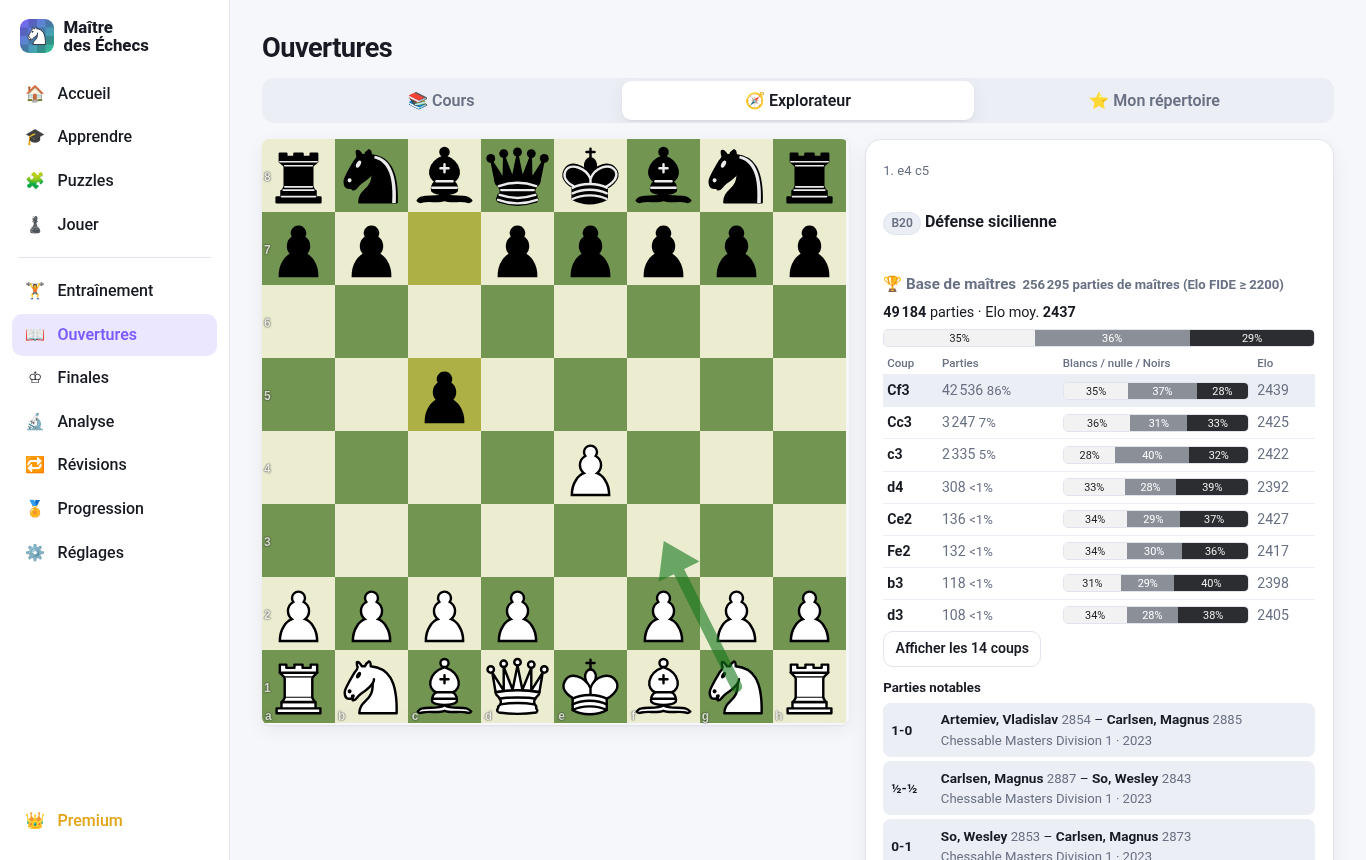 Maître
des Échecs
🏠 Accueil
🎓 Apprendre
🧩 Puzzles
♟️ Jouer
🏋️ Entraînement
📖 Ouvertures
♔ Finales
🔬 Analyse
🔁 Révisions
🏅 Progression
⚙️ Réglages
👑 Premium
Ouvertures
📚 Cours
🧭 Explorateur
⭐ Mon répertoire
8
7
6
5
4
3
2
1
a b c d e f g h
1. e4 c5
B20 Défense sicilienne
🏆 Base de maîtres 256 295 parties de maîtres (Elo FIDE ≥ 2200)
49 184 parties · Elo moy. 2437
35% 36% 29%
Coup Parties Blancs / nulle / Noirs Elo
Cf3 42 536 86% 35% 37% 28% 2439
Cc3 3 247 7% 36% 31% 33% 2425
c3 2 335 5% 28% 40% 32% 2422
d4 308 <1% 33% 28% 39% 2392
Ce2 136 <1% 34% 29% 37% 2427
Fe2 132 <1% 34% 30% 36% 2417
b3 118 <1% 31% 29% 40% 2398
d3 108 <1% 34% 28% 38% 2405
Afficher les 14 coups
Parties notables
1-0 Artemiev, Vladislav 2854 – Carlsen, Magnus 2885
Chessable Masters Division 1 · 2023
½-½ Carlsen, Magnus 2887 – So, Wesley 2843
Chessable Masters Division 1 · 2023
0-1 So, Wesley 2853 – Carlsen, Magnus 2873
Chessable Masters Division 1 · 2023